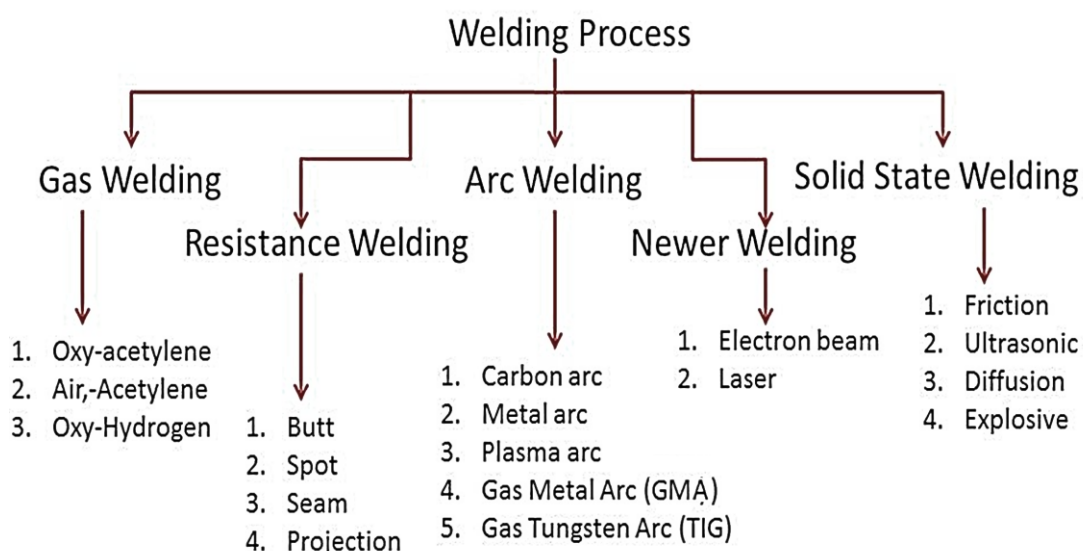 Welding Process
Gas Welding
1. Oxy-acetylene
2. Air,-Acetylene
3. Oxy-Hydrogen
Resistance Welding
1. Butt
2. Spot
3. Seam
4. Projection
Arc Welding
1. Carbon arc
2. Metal arc
3. Plasma arc
4. Gas Metal Arc (GMA)
5. Gas Tungsten Arc (TIG)
Newer Welding
1. Electron beam
2. Laser
Solid State Welding
1. Friction
2. Ultrasonic
3. Diffusion
4. Explosive